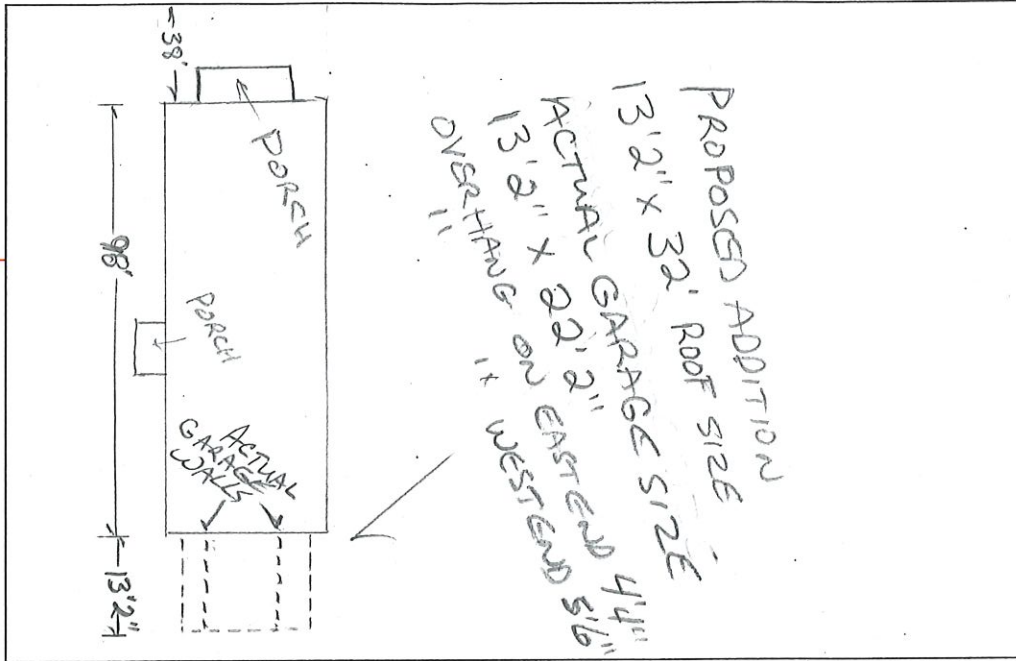 PROPOSED ADDITION
13'2" x 32' ROOF SIZE
ACTUAL GARAGE SIZE
13'2" x 22'2"
OVERHANG ON EAST END 4'4"
" " WEST END 5'6"
38'
PORCH
98'
PORCH
ACTUAL
GARAGE
WALLS
13'2"